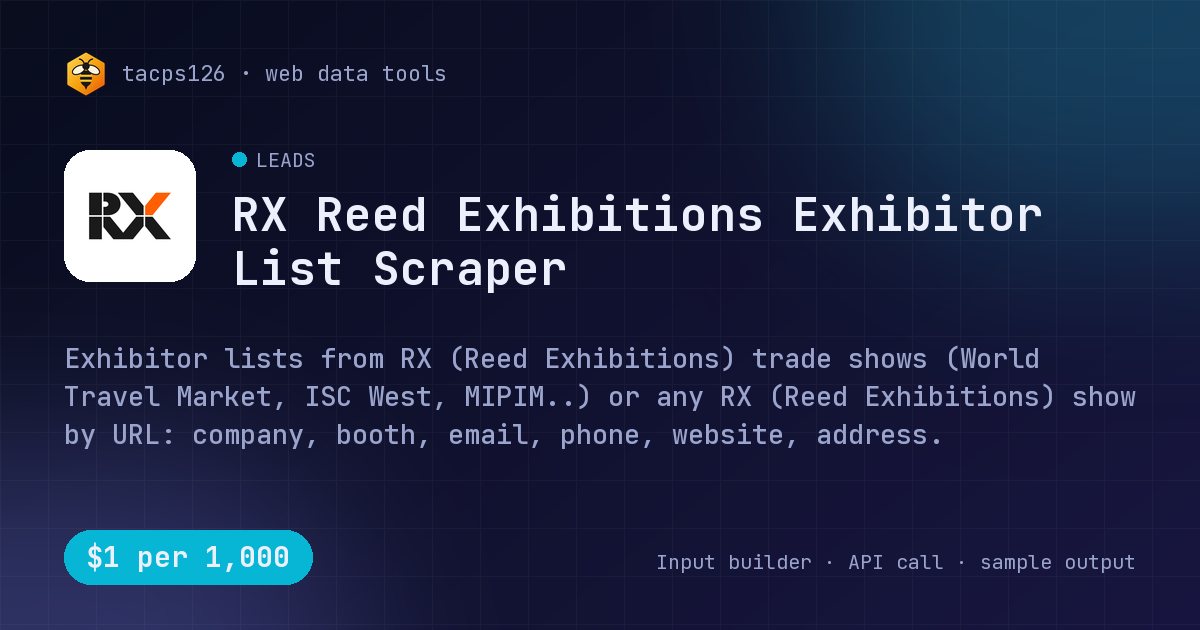 tacps126 · web data tools
RX
LEADS
RX Reed Exhibitions Exhibitor
List Scraper
Exhibitor lists from RX (Reed Exhibitions) trade shows (World
Travel Market, ISC West, MIPIM..) or any RX (Reed Exhibitions) show
by URL: company, booth, email, phone, website, address.
$1 per 1,000
Input builder · API call · sample output